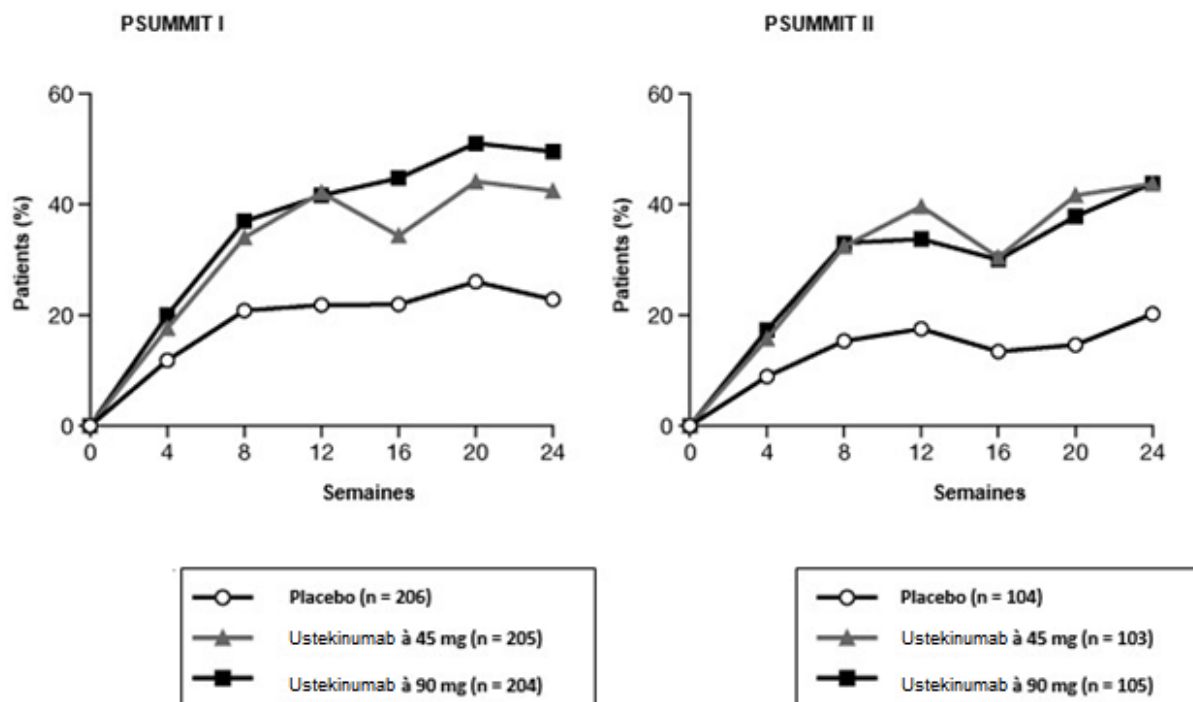 PSUMMIT I
60
40
20
0
Patients (%)
0 4 8 12 16 20 24
Semaines
Placebo (n = 206)
Ustekinumab à 45 mg (n = 205)
Ustekinumab à 90 mg (n = 204)
PSUMMIT II
60
40
20
0
Patients (%)
0 4 8 12 16 20 24
Semaines
Placebo (n = 104)
Ustekinumab à 45 mg (n = 103)
Ustekinumab à 90 mg (n = 105)